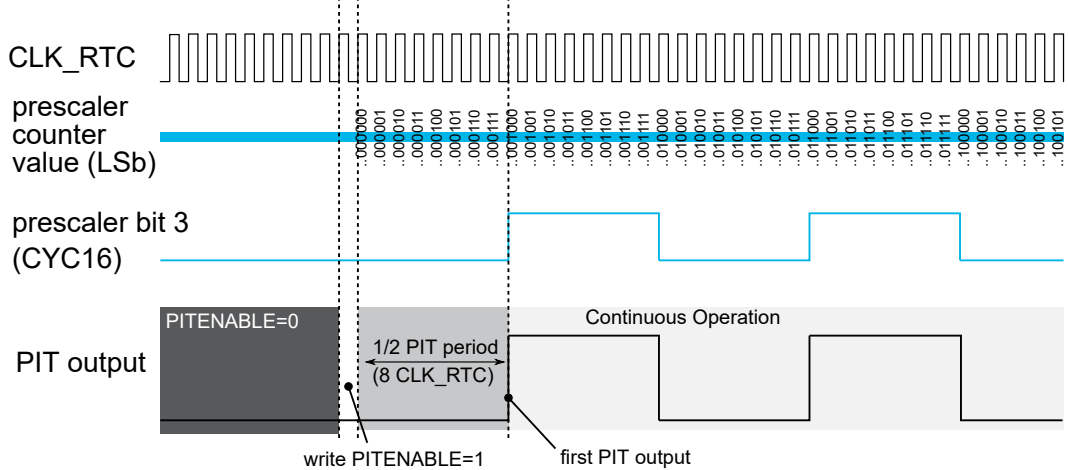 CLK_RTC
prescaler
counter
value (LSb)
..000000
..000001
..000010
..000011
..000100
..000101
..000110
..000111
..001000
..001001
..001010
..001011
..001100
..001101
..001110
..001111
..010000
..010001
..010010
..010011
..010100
..010101
..010110
..010111
..011000
..011001
..011010
..011011
..011100
..011101
..011110
..011111
..100000
..100001
..100010
..100011
..100100
..100101
prescaler bit 3
(CYC16)
PITENABLE=0
Continuous Operation
PIT output
1/2 PIT period
(8 CLK_RTC)
write PITENABLE=1
first PIT output